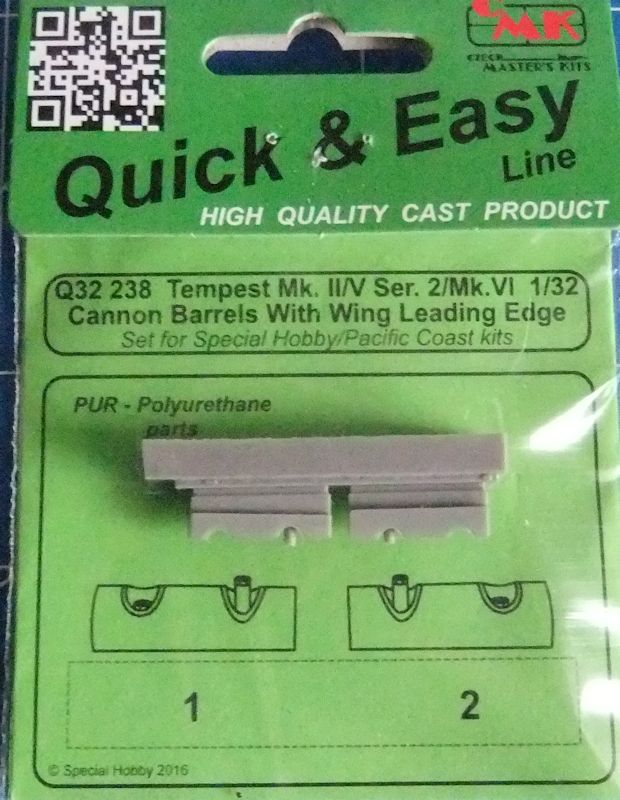 CMK
CZECH
MASTER'S KITS
Quick & Easy
Line
HIGH QUALITY CAST PRODUCT
Q32 238 Tempest Mk. II/V Ser. 2/Mk.VI 1/32
Cannon Barrels With Wing Leading Edge
Set for Special Hobby/Pacific Coast kits
PUR - Polyurethane
parts
1
2
© Special Hobby 2016